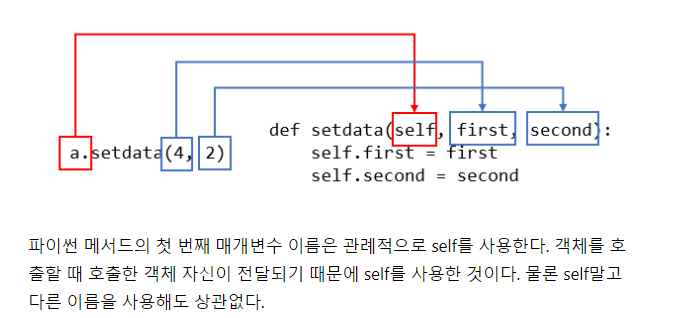 def setdata(self, first, second):
a.setdata(4, 2)
self.first = first
self.second = second
파이썬 메서드의 첫 번째 매개변수 이름은 관례적으로 self를 사용한다. 객체를 호
출할 때 호출한 객체 자신이 전달되기 때문에 self를 사용한 것이다. 물론 self말고
다른 이름을 사용해도 상관없다.